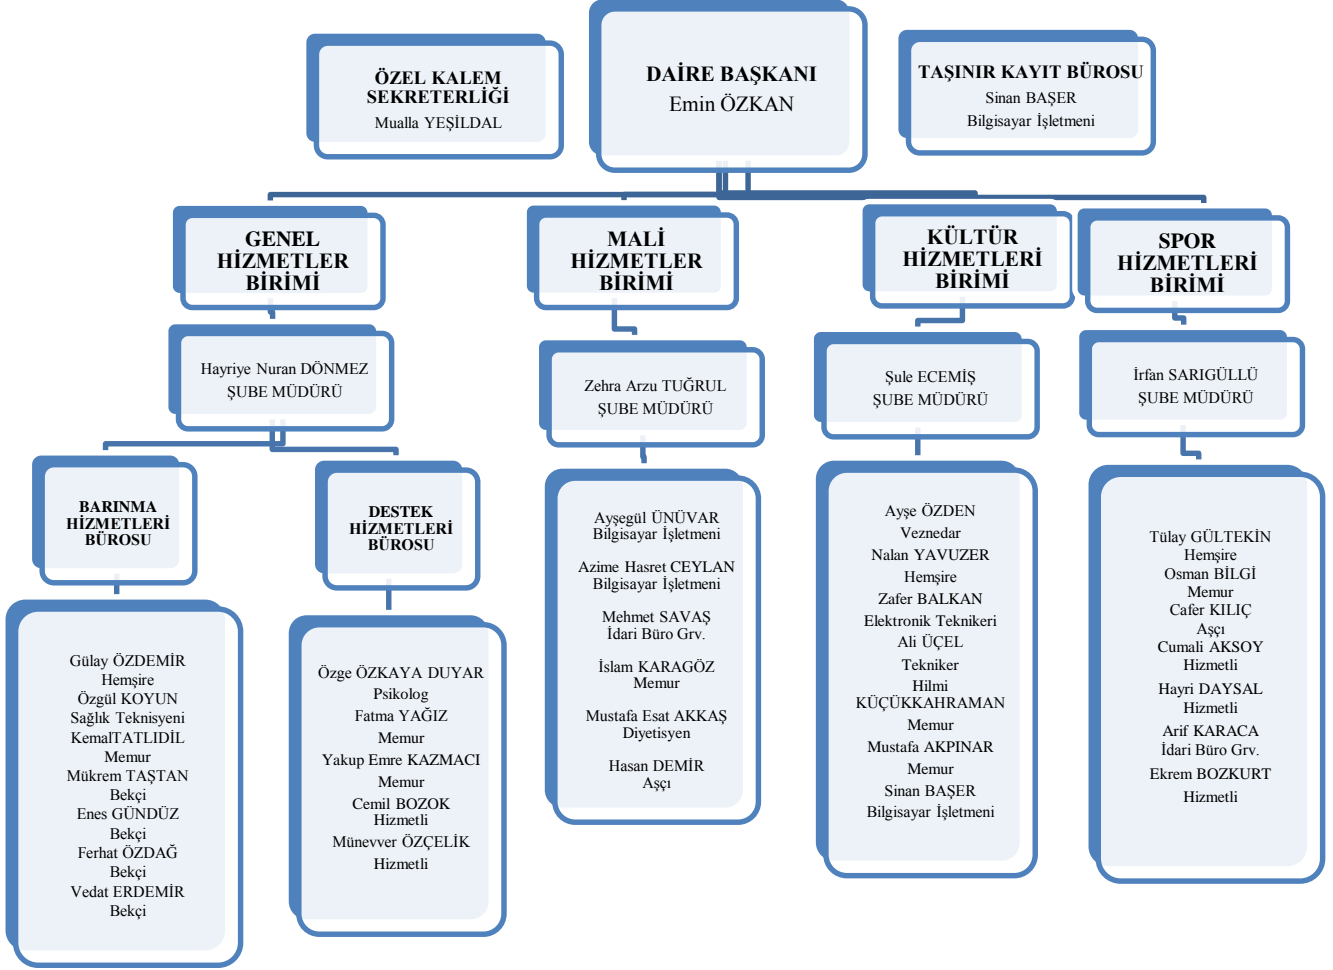 ÖZEL KALEM
SEKRETERLİĞİ
Mualla YEŞİLDAL
DAİRE BAŞKANI
Emin ÖZKAN
TAŞINIR KAYIT BÜROSU
Sinan BAŞER
Bilgisayar İşletmeni
GENEL
HİZMETLER
BİRİMİ
MALİ
HİZMETLER
BİRİMİ
KÜLTÜR
HİZMETLERİ
BİRİMİ
SPOR
HİZMETLERİ
BİRİMİ
Hayriye Nuran DÖNMEZ
ŞUBE MÜDÜRÜ
Zehra Arzu TUĞRUL
ŞUBE MÜDÜRÜ
Şule ECEMİŞ
ŞUBE MÜDÜRÜ
İrfan SARIGÜLLÜ
ŞUBE MÜDÜRÜ
BARINMA
HİZMETLERİ
BÜROSU
DESTEK
HİZMETLERİ
BÜROSU
Gülay ÖZDEMİR
Hemşire
Özgül KOYUN
Sağlık Teknisyeni
KemalTATLIDİL
Memur
Mükrem TAŞTAN
Bekçi
Enes GÜNDÜZ
Bekçi
Ferhat ÖZDAĞ
Bekçi
Vedat ERDEMİR
Bekçi
Özge ÖZKAYA DUYAR
Psikolog
Fatma YAĞIZ
Memur
Yakup Emre KAZMACI
Memur
Cemil BOZOK
Hizmetli
Münevver ÖZÇELİK
Hizmetli
Ayşegül ÜNÜVAR
Bilgisayar İşletmeni
Azime Hasret CEYLAN
Bilgisayar İşletmeni
Mehmet SAVAŞ
İdari Büro Grv.
İslam KARAGÖZ
Memur
Mustafa Esat AKKAŞ
Diyetisyen
Hasan DEMİR
Aşçı
Ayşe ÖZDEN
Veznedar
Nalan YAVUZER
Hemşire
Zafer BALKAN
Elektronik Teknikeri
Ali ÜÇEL
Tekniker
Hilmi
KÜÇÜKKAHRAMAN
Memur
Mustafa AKPINAR
Memur
Sinan BAŞER
Bilgisayar İşletmeni
Tülay GÜLTEKİN
Hemşire
Osman BİLGİ
Memur
Cafer KILIÇ
Aşçı
Cumali AKSOY
Hizmetli
Hayri DAYSAL
Hizmetli
Arif KARACA
İdari Büro Grv.
Ekrem BOZKURT
Hizmetli